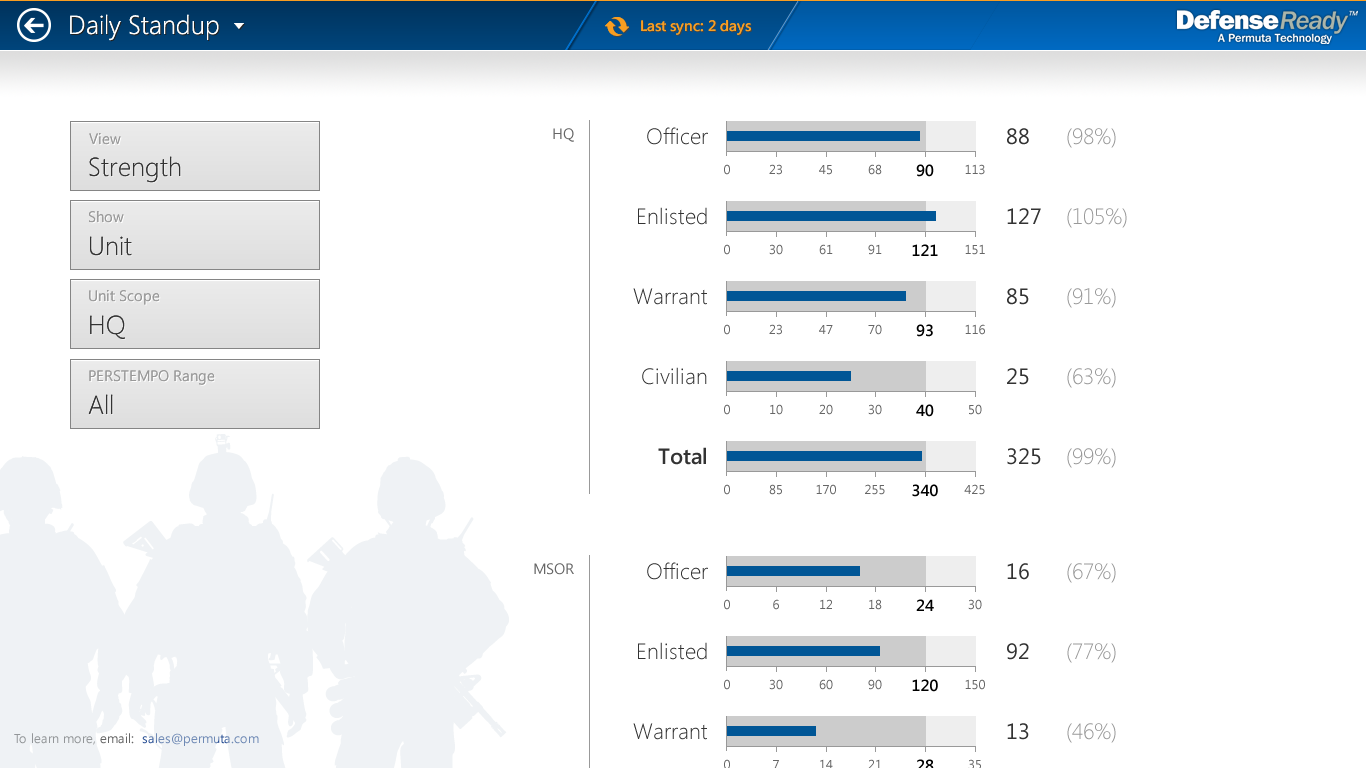 Daily Standup
Last sync: 2 days
DefenseReady™
A Permuta Technology
View
Strength
Show
Unit
Unit Scope
HQ
PERSTEMPO Range
All
HQ
Officer 88 (98%)
0 23 45 68 90 113
Enlisted 127 (105%)
0 30 61 91 121 151
Warrant 85 (91%)
0 23 47 70 93 116
Civilian 25 (63%)
0 10 20 30 40 50
Total 325 (99%)
0 85 170 255 340 425
MSOR
Officer 16 (67%)
0 6 12 18 24 30
Enlisted 92 (77%)
0 30 60 90 120 150
Warrant 13 (46%)
0 7 14 21 28 35
To learn more, email: sales@permuta.com